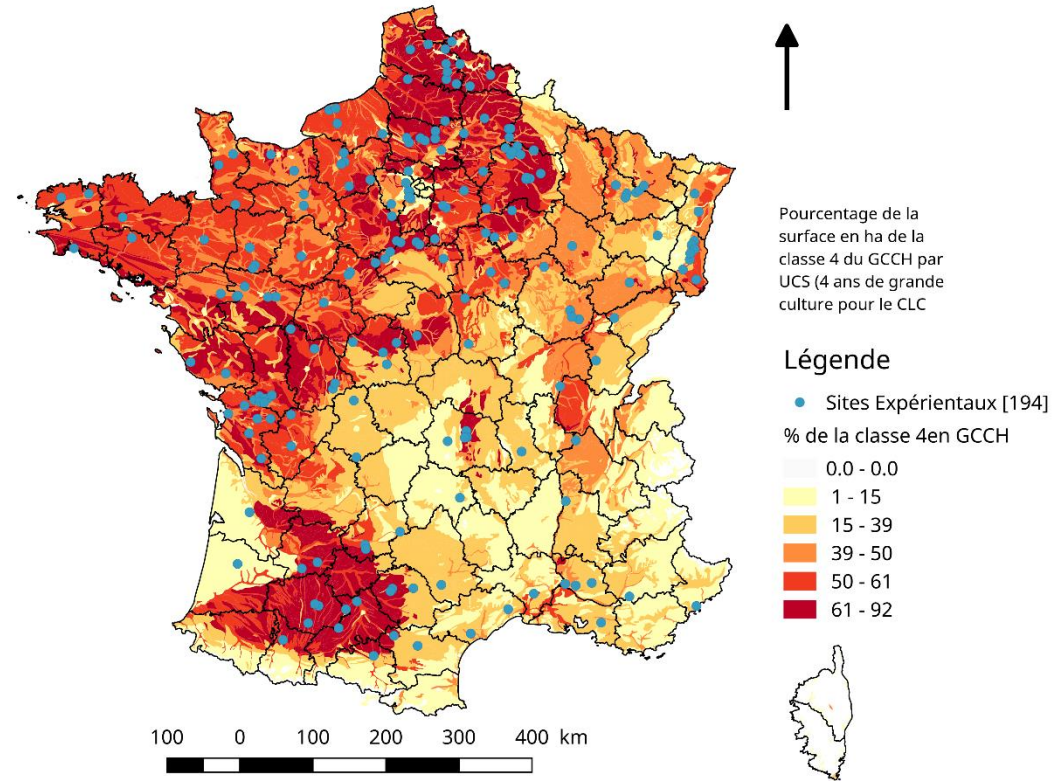 Pourcentage de la
surface en ha de la
classe 4 du GCCH par
UCS (4 ans de grande
culture pour le CLC
Légende
Sites Expérientaux [194]
% de la classe 4en GCCH
0.0 - 0.0
1 - 15
15 - 39
39 - 50
50 - 61
61 - 92
100 0 100 200 300 400 km